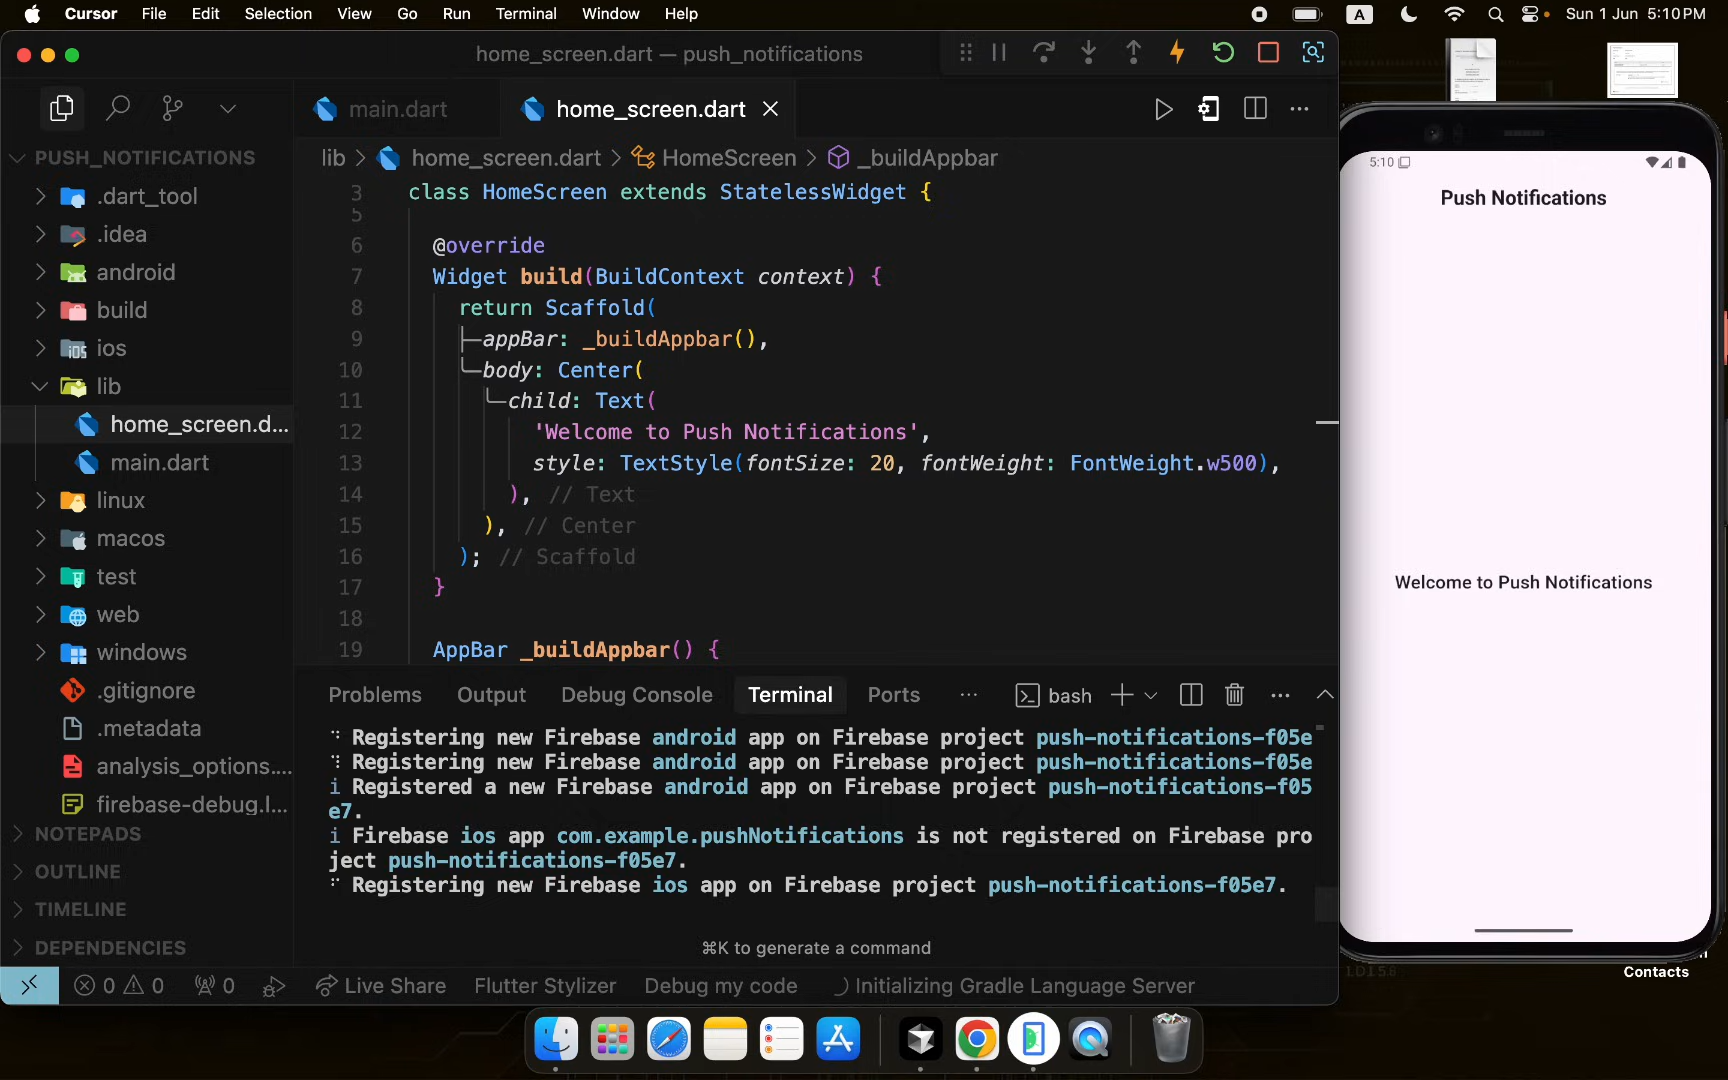 Cursor File Edit Selection View Go Run Terminal Window Help A Sun 1 Jun 5:10 PM
home_screen.dart — push_notifications
main.dart home_screen.dart
lib > home_screen.dart > HomeScreen > _buildAppbar
PUSH_NOTIFICATIONS
.dart_tool
.idea
android
build
ios
lib
home_screen.d...
main.dart
linux
macos
test
web
windows
.gitignore
.metadata
analysis_options....
firebase-debug.l...
NOTEPADS
OUTLINE
TIMELINE
DEPENDENCIES
3 class HomeScreen extends StatelessWidget {
5
6 @override
7 Widget build(BuildContext context) {
8 return Scaffold(
9 appBar: _buildAppbar(),
10 body: Center(
11 child: Text(
12 'Welcome to Push Notifications',
13 style: TextStyle(fontSize: 20, fontWeight: FontWeight.w500),
14 ), // Text
15 ), // Center
16 ); // Scaffold
17 }
18
19 AppBar _buildAppbar() {
Problems Output Debug Console Terminal Ports ... bash
Registering new Firebase android app on Firebase project push-notifications-f05e
Registering new Firebase android app on Firebase project push-notifications-f05e
i Registered a new Firebase android app on Firebase project push-notifications-f05
e7.
i Firebase ios app com.example.pushNotifications is not registered on Firebase pro
ject push-notifications-f05e7.
Registering new Firebase ios app on Firebase project push-notifications-f05e7.
⌘K to generate a command
0 0 0 Live Share Flutter Stylizer Debug my code Initializing Gradle Language Server
5:10
Push Notifications
Welcome to Push Notifications
Contacts